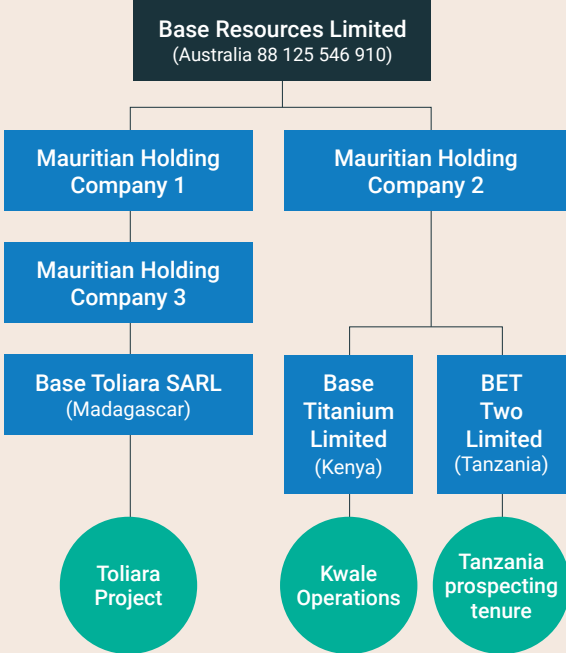 Base Resources Limited
(Australia 88 125 546 910)
Mauritian Holding
Company 1
Mauritian Holding
Company 2
Mauritian Holding
Company 3
Base Toliara SARL
(Madagascar)
Base
Titanium
Limited
(Kenya)
BET
Two
Limited
(Tanzania)
Toliara
Project
Kwale
Operations
Tanzania
prospecting
tenure